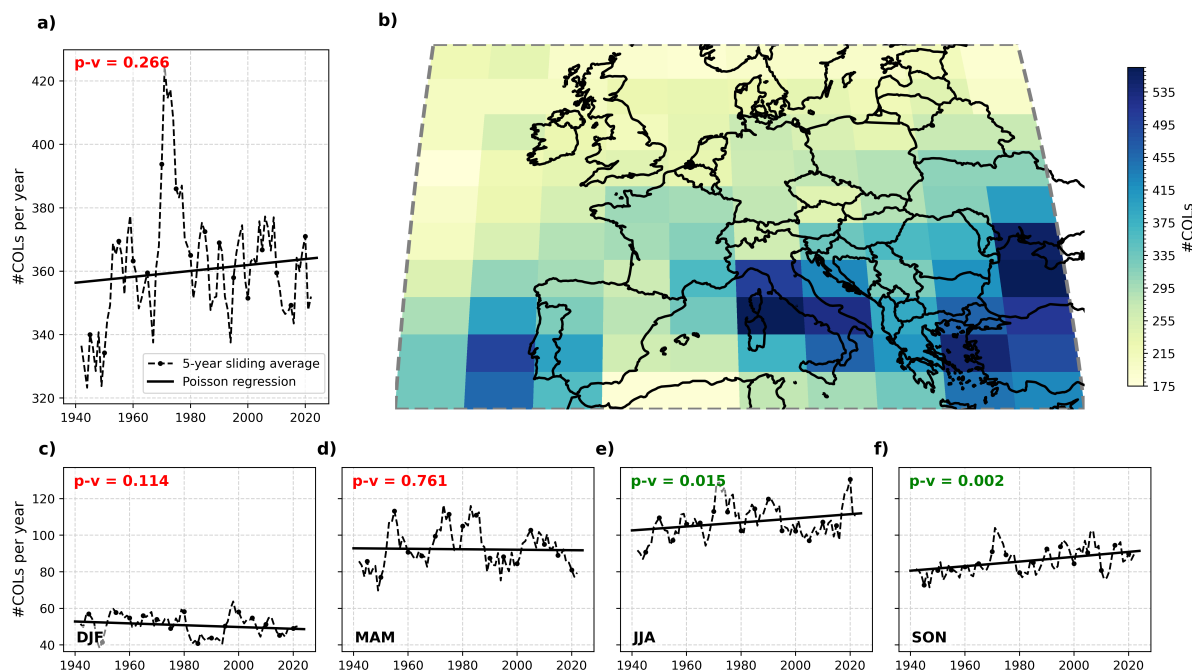 a)
p-v = 0.266
#COLs per year
420
400
380
360
340
320
5-year sliding average
Poisson regression
1940 1960 1980 2000 2020
b)
535
495
455
415
375
335
295
255
215
175
#COLs
c)
p-v = 0.114
#COLs per year
120
100
80
60
40
DJF
1940 1960 1980 2000 2020
d)
p-v = 0.761
MAM
1940 1960 1980 2000 2020
e)
p-v = 0.015
JJA
1940 1960 1980 2000 2020
f)
p-v = 0.002
SON
1940 1960 1980 2000 2020